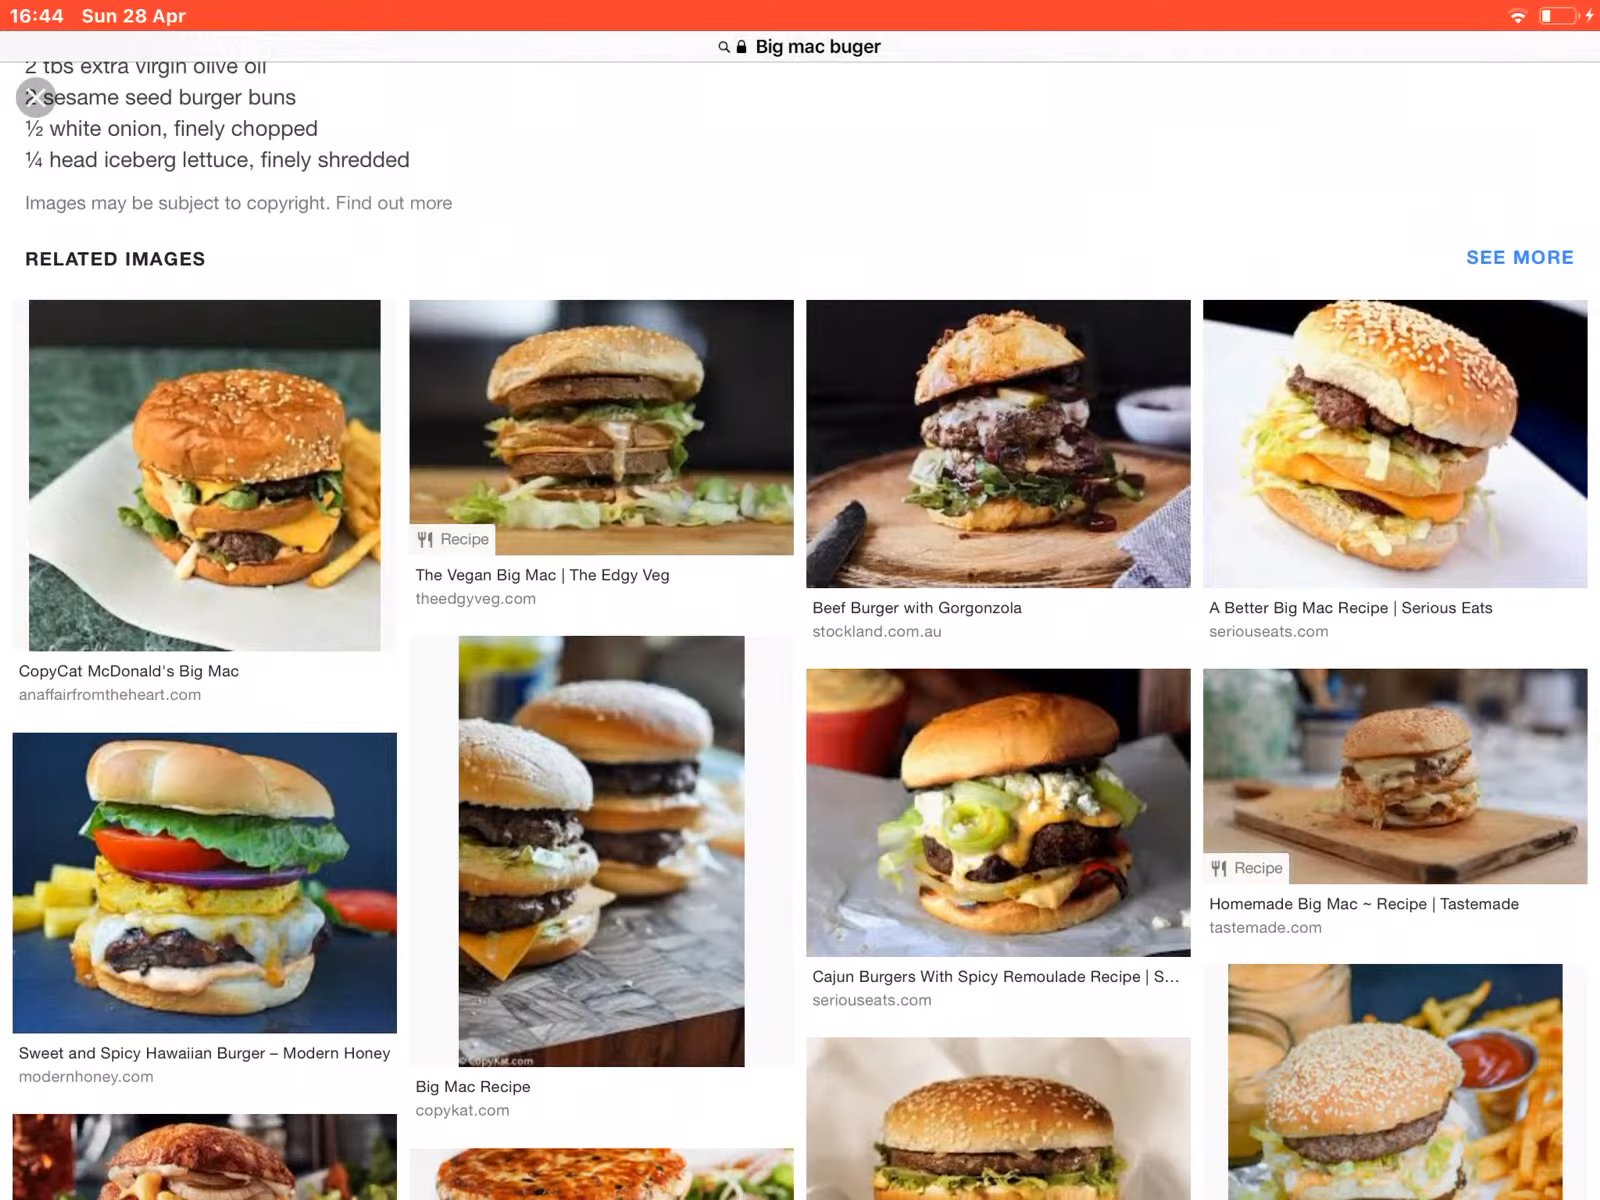 16:44 Sun 28 Apr
Big mac buger
2 tbs extra virgin olive oil
2 sesame seed burger buns
½ white onion, finely chopped
¼ head iceberg lettuce, finely shredded
Images may be subject to copyright. Find out more
RELATED IMAGES
SEE MORE
CopyCat McDonald's Big Mac
anaffairfromtheheart.com
Recipe
The Vegan Big Mac | The Edgy Veg
theedgyveg.com
Beef Burger with Gorgonzola
stockland.com.au
A Better Big Mac Recipe | Serious Eats
seriouseats.com
Sweet and Spicy Hawaiian Burger – Modern Honey
modernhoney.com
© CopyKat.com
Big Mac Recipe
copykat.com
Cajun Burgers With Spicy Remoulade Recipe | S...
seriouseats.com
Recipe
Homemade Big Mac ~ Recipe | Tastemade
tastemade.com